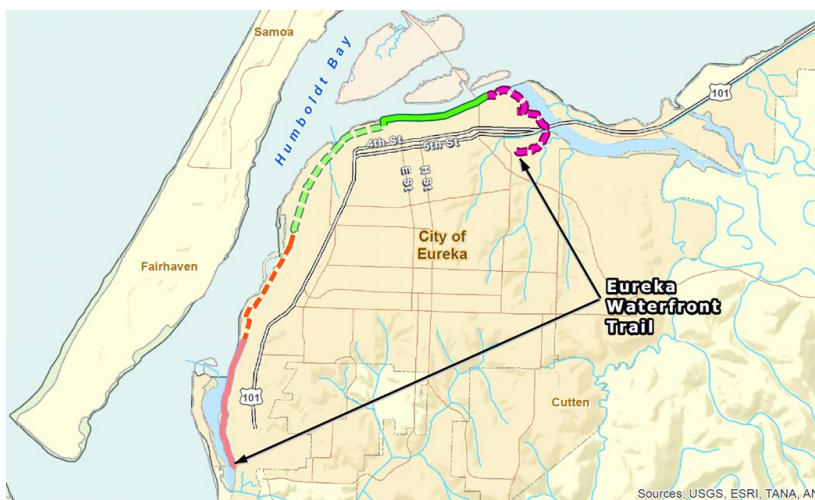 Samoa
Humboldt Bay
101
4th St
5th St
E St
H St
City of
Eureka
Fairhaven
Eureka
Waterfront
Trail
101
Cutten
Sources: USGS, ESRI, TANA, AN